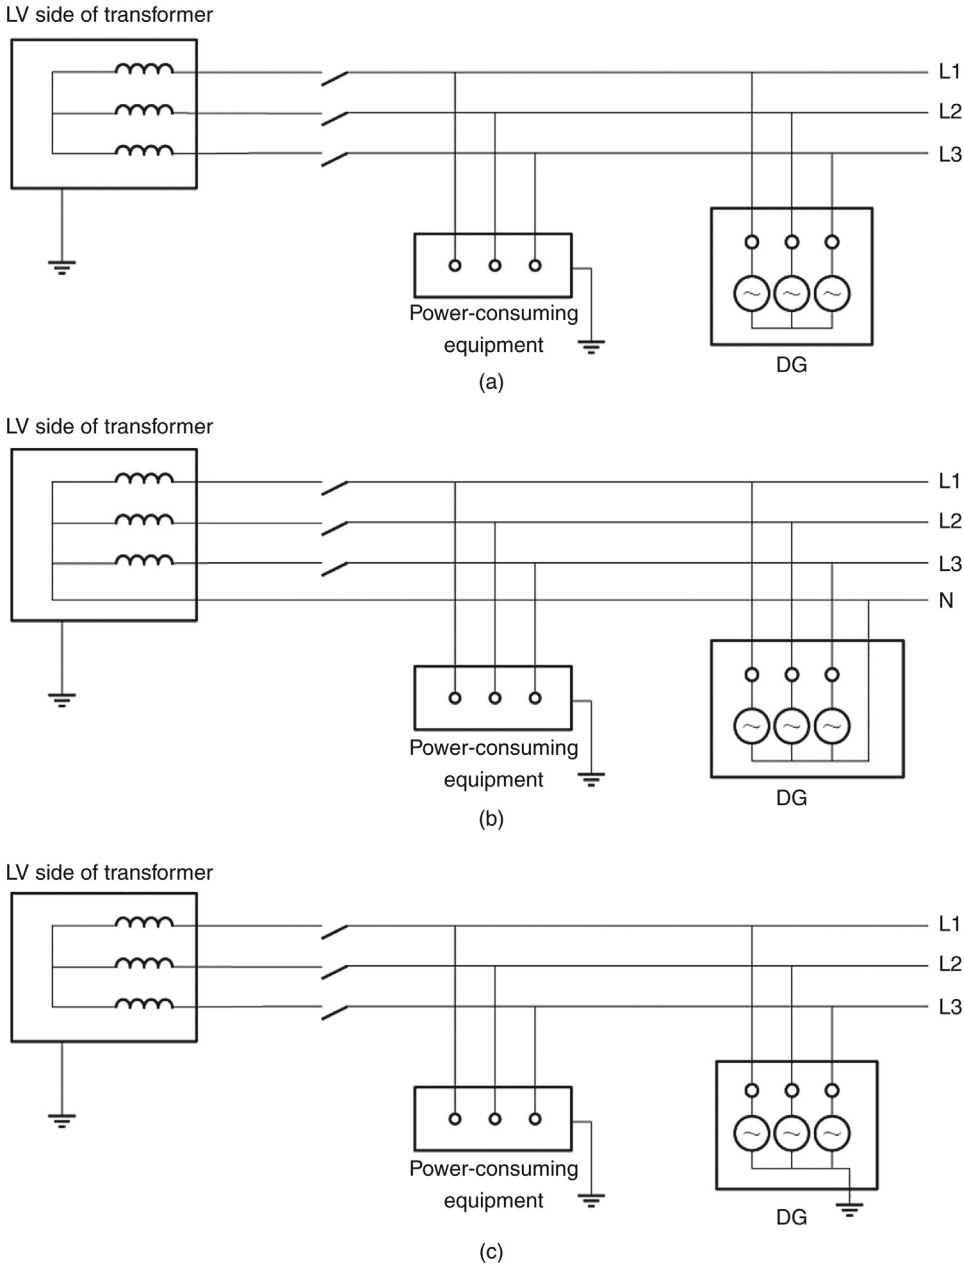 LV side of transformer
L1
L2
L3
Power-consuming
equipment
DG
(a)
LV side of transformer
L1
L2
L3
N
Power-consuming
equipment
DG
(b)
LV side of transformer
L1
L2
L3
Power-consuming
equipment
DG
(c)